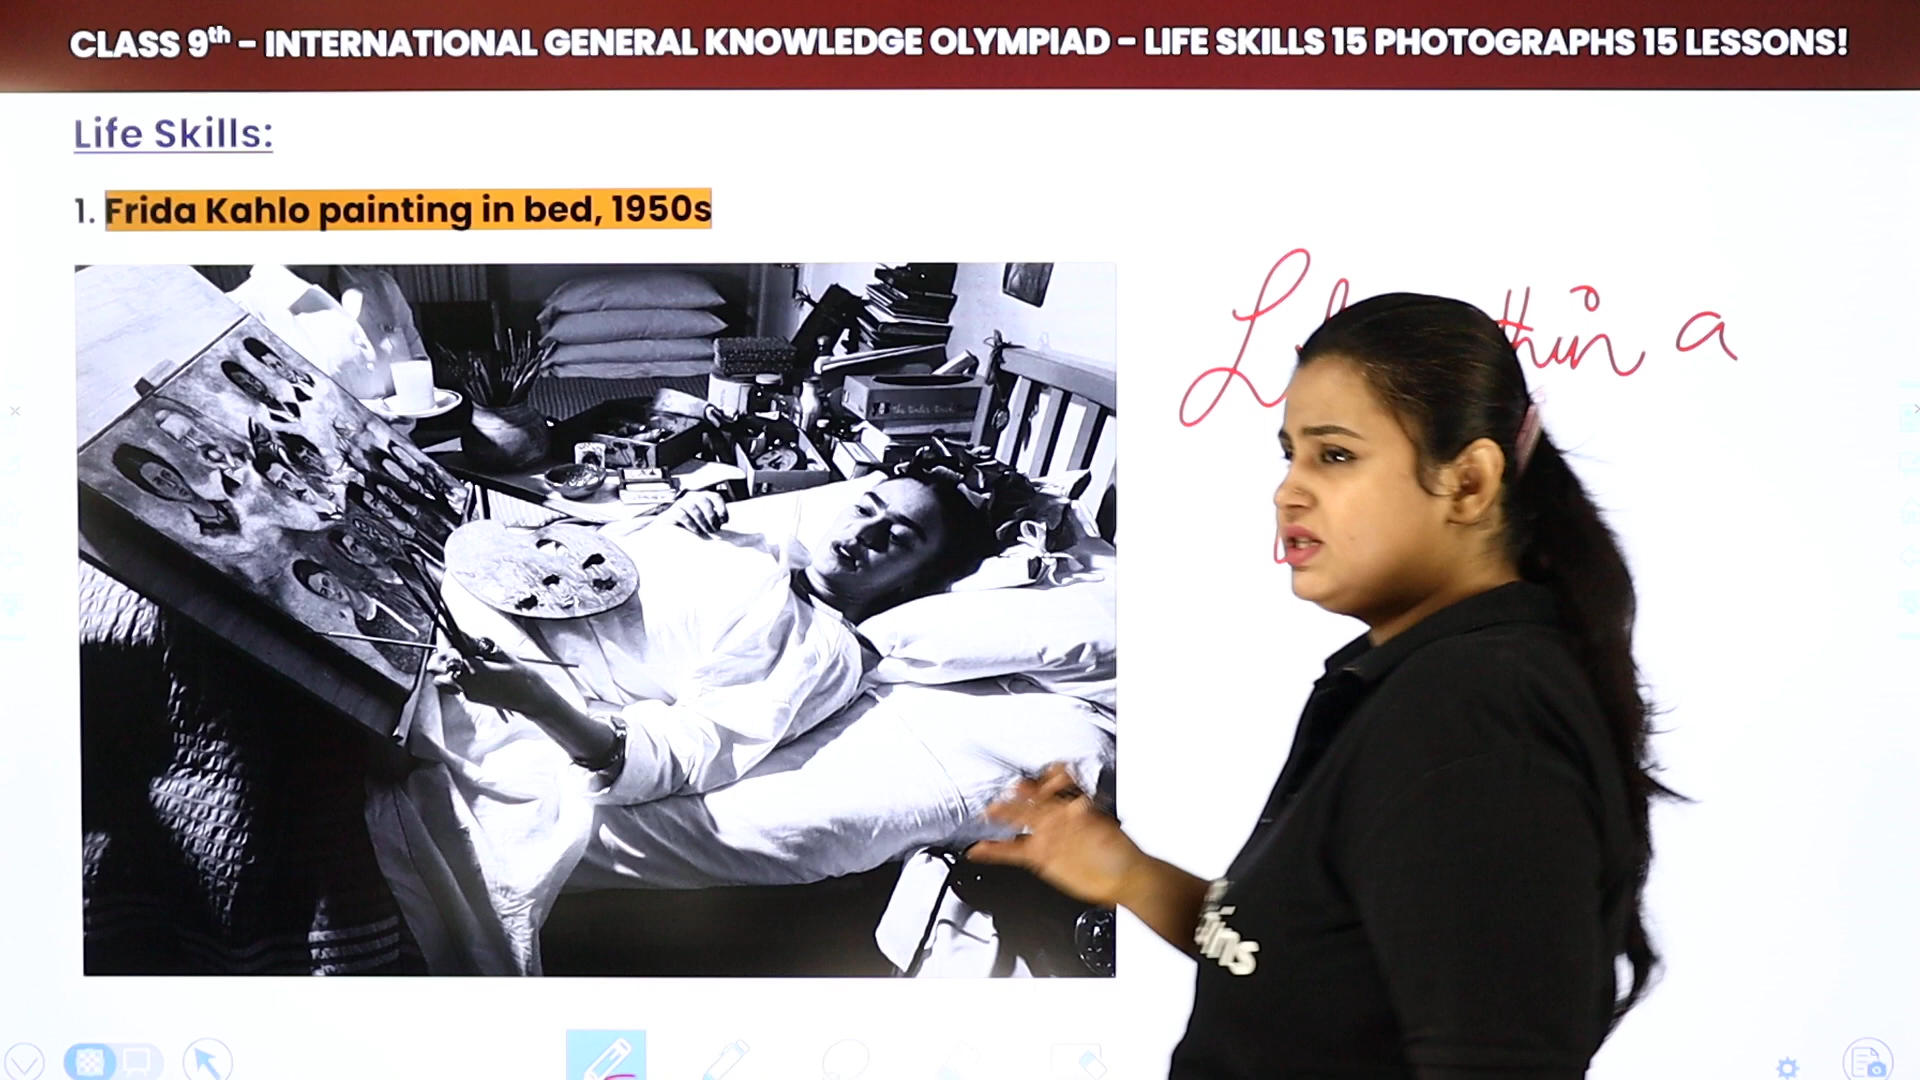 CLASS 9th – INTERNATIONAL GENERAL KNOWLEDGE OLYMPIAD – LIFE SKILLS 15 PHOTOGRAPHS 15 LESSONS!
Life Skills:
1. Frida Kahlo painting in bed, 1950s
a